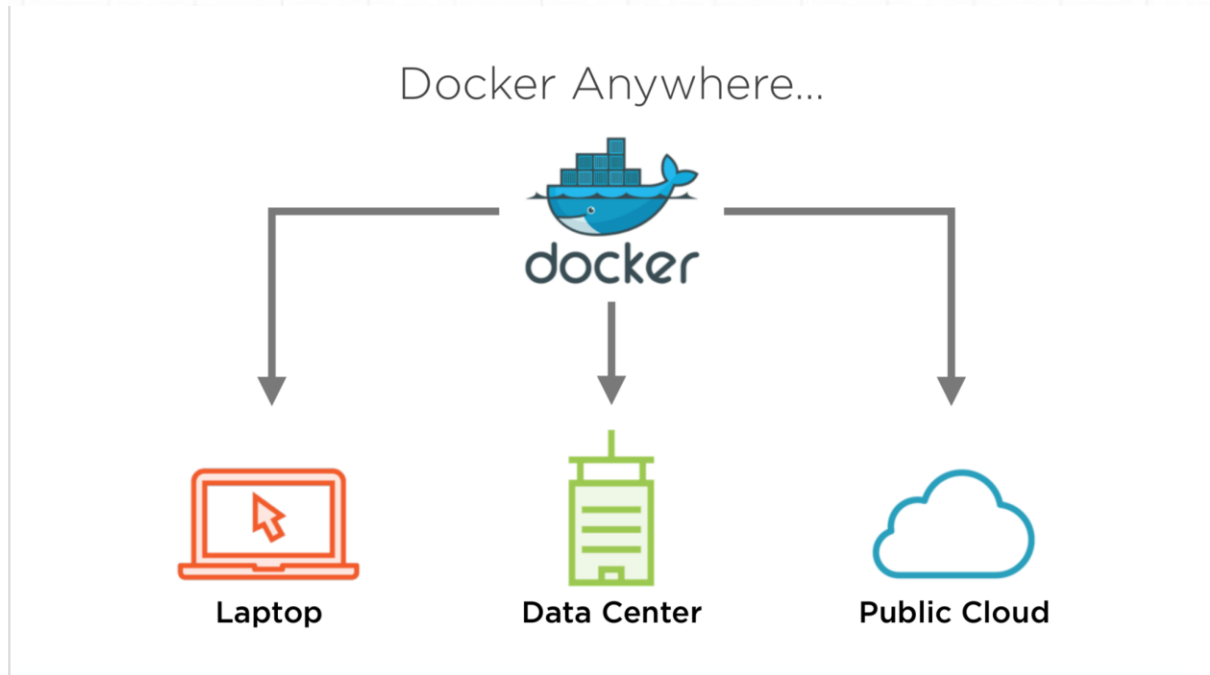 Docker Anywhere...
docker
Laptop
Data Center
Public Cloud